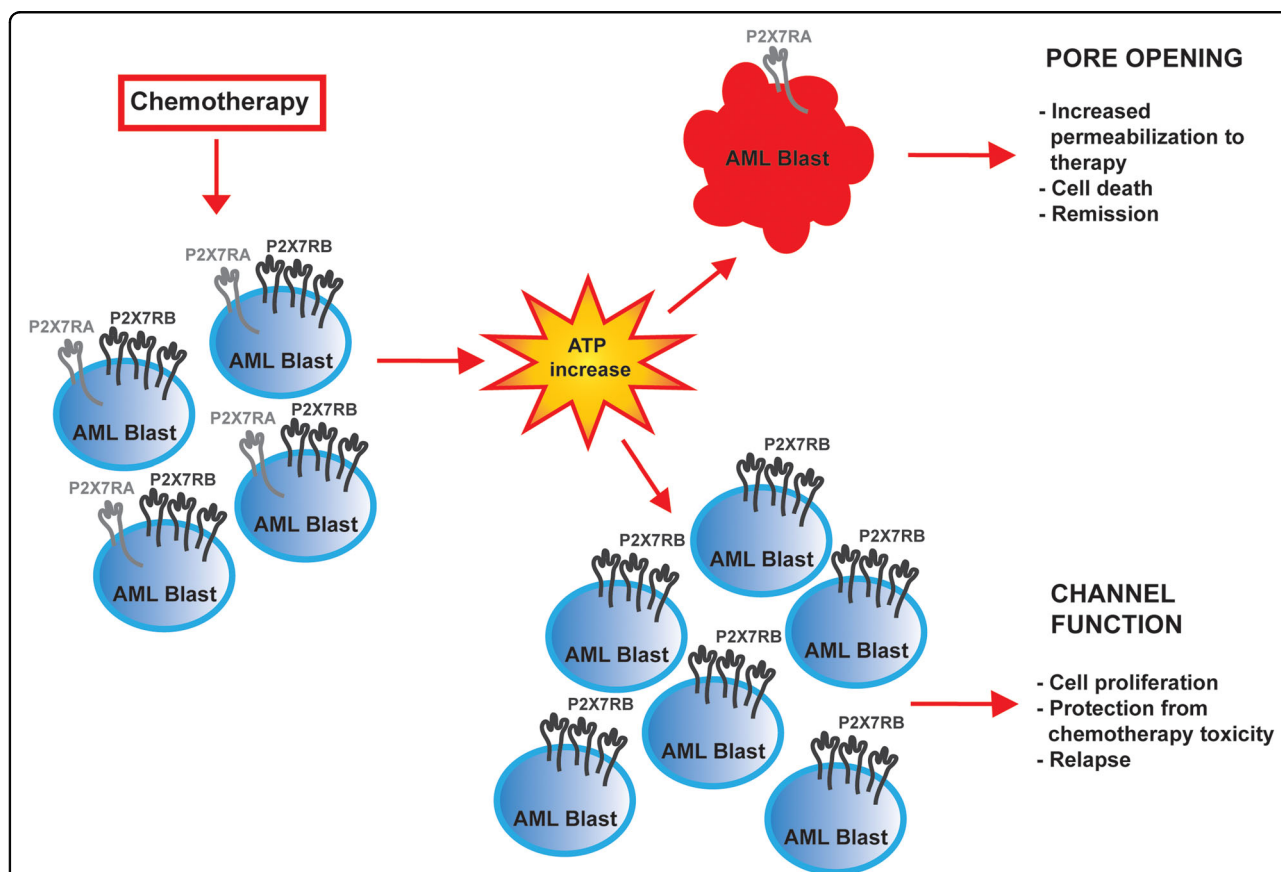 Chemotherapy
P2X7RA
P2X7RB
AML Blast
P2X7RA
P2X7RB
AML Blast
P2X7RA
P2X7RB
AML Blast
P2X7RA
P2X7RB
AML Blast
ATP
increase
P2X7RA
AML Blast
PORE OPENING
- Increased
permeabilization to
therapy
- Cell death
- Remission
P2X7RB
AML Blast
P2X7RB
AML Blast
P2X7RB
AML Blast
P2X7RB
AML Blast
P2X7RB
AML Blast
P2X7RB
AML Blast
CHANNEL
FUNCTION
- Cell proliferation
- Protection from
chemotherapy toxicity
- Relapse